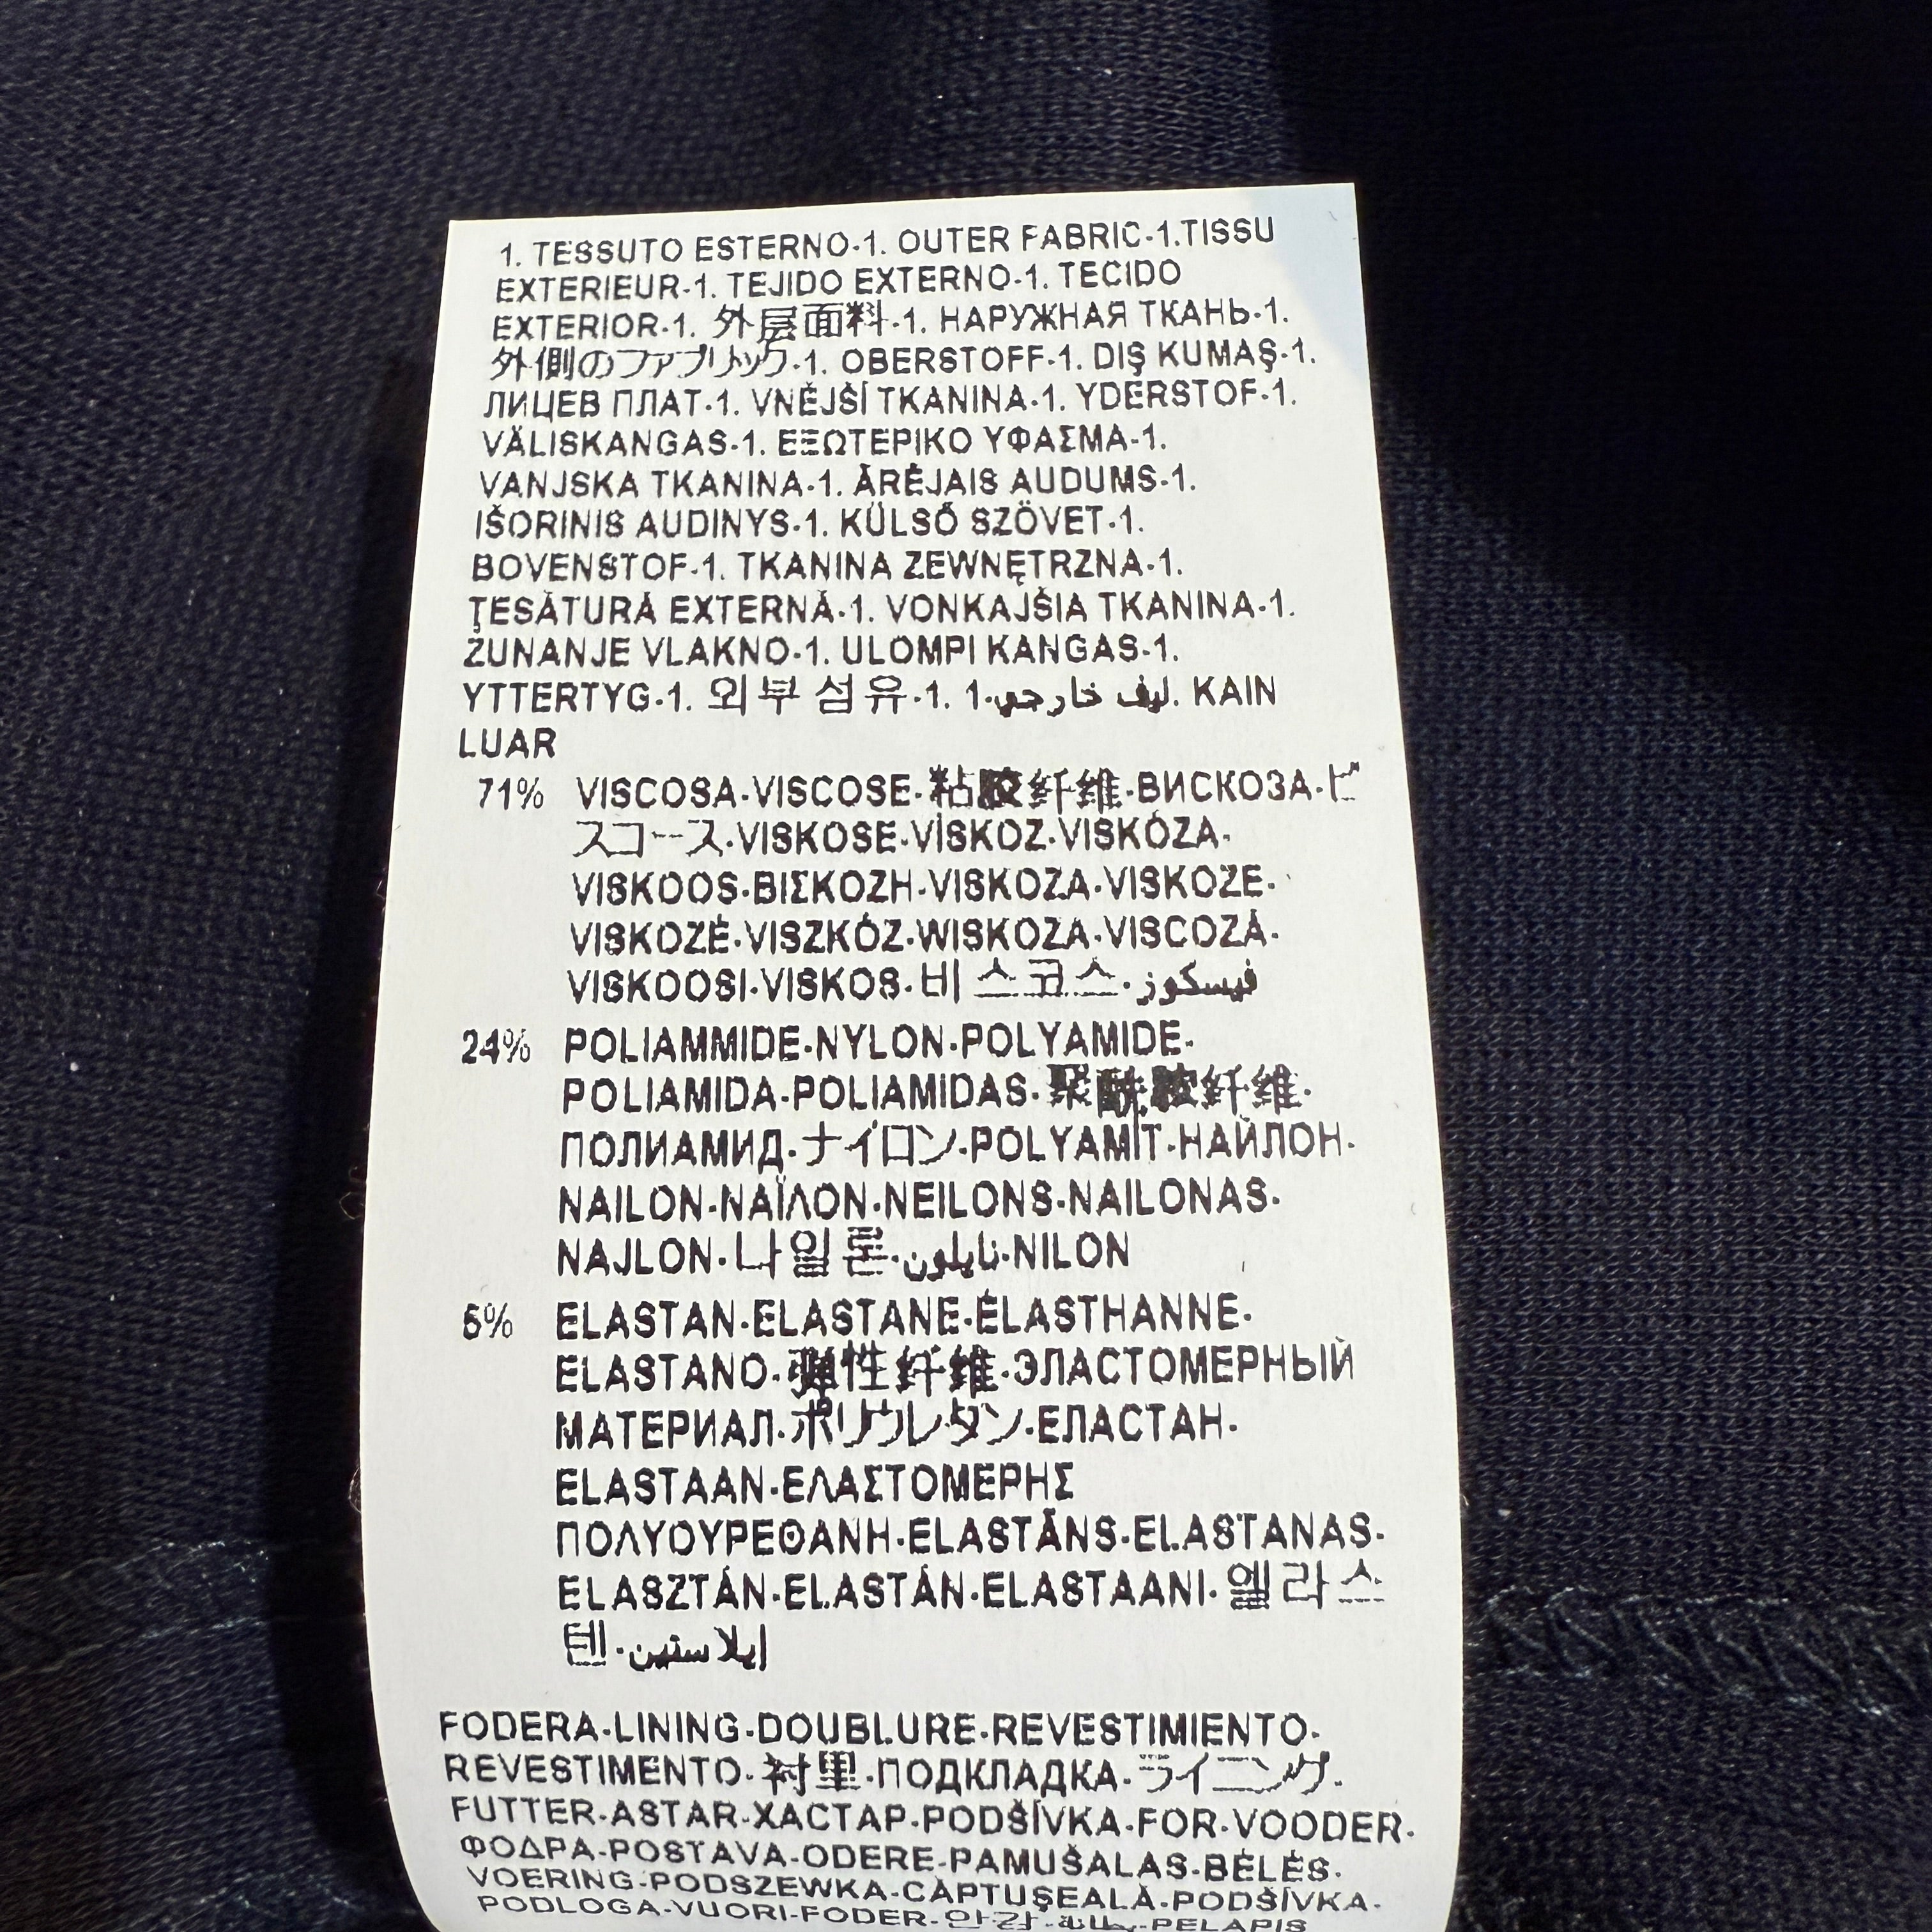 1. TESSUTO ESTERNO-1. OUTER FABRIC-1.TISSU
EXTERIEUR-1. TEJIDO EXTERNO-1. TECIDO
EXTERIOR-1. 外层面料-1. НАРУЖНАЯ ТКАНЬ-1.
外側のファブリック-1. OBERSTOFF-1. DIŞ KUMAŞ-1.
ЛИЦЕВ ПЛАТ-1. VNĚJŠÍ TKANINA-1. YDERSTOF-1.
VÄLISKANGAS-1. ΕΞΩΤΕΡΙΚΟ ΥΦΑΣΜΑ-1.
VANJSKA TKANINA-1. ĀRĒJAIS AUDUMS-1.
IŠORINIS AUDINYS-1. KÜLSŐ SZÖVET-1.
BOVENSTOF-1. TKANINA ZEWNĘTRZNA-1.
ŢESĂTURĂ EXTERNĂ-1. VONKAJŠIA TKANINA-1.
ZUNANJE VLAKNO-1. ULOMPI KANGAS-1.
YTTERTYG-1. 외부 섬유-1. 1-ليف خارجي. KAIN
LUAR
71% VISCOSA-VISCOSE-粘胶纤维-ВИСКОЗА-ビ
スコース-VISKOSE-VİSKOZ-VISKÓZA-
VISKOOS-ΒΙΣΚΟΖΗ-VISKOZA-VISKOZE-
VISKOZĖ-VISZKÓZ-WISKOZA-VISCOZĂ-
VISKOOSI-VISKOS-비스코스-فيسكوز
24% POLIAMMIDE-NYLON-POLYAMIDE-
POLIAMIDA-POLIAMIDAS-聚酰胺纤维-
ПОЛИАМИД-ナイロン-POLYAMİT-НАЙЛОН-
NAILON-ΝΑΪΛΟΝ-NEILONS-NAILONAS-
NAJLON-나일론-نايلون-NILON
5% ELASTAN-ELASTANE-ÉLASTHANNE-
ELASTANO-弹性纤维-ЭЛАСТОМЕРНЫЙ
МАТЕРИАЛ-ポリウレタン-ЕЛАСТАН-
ELASTAAN-ΕΛΑΣΤΟΜΕΡΗΣ
ΠΟΛΥΟΥΡΕΘΑΝΗ-ELASTĀNS-ELASTANAS-
ELASZTÁN-ELASTÁN-ELASTAANI-엘라스
텐-إيلاستين
FODERA-LINING-DOUBLURE-REVESTIMIENTO-
REVESTIMENTO-衬里-ПОДКЛАДКА-ライニング-
FUTTER-ASTAR-ХАСТАР-PODŠÍVKA-FOR-VOODER-
ΦΟΔΡΑ-POSTAVA-ODERE-PAMUŠALAS-BÉLÉS-
VOERING-PODSZEWKA-CĂPTUŞEALĂ-PODŠÍVKA-
PODLOGA-VUORI-FODER-안감-بطانة-PELAPIS